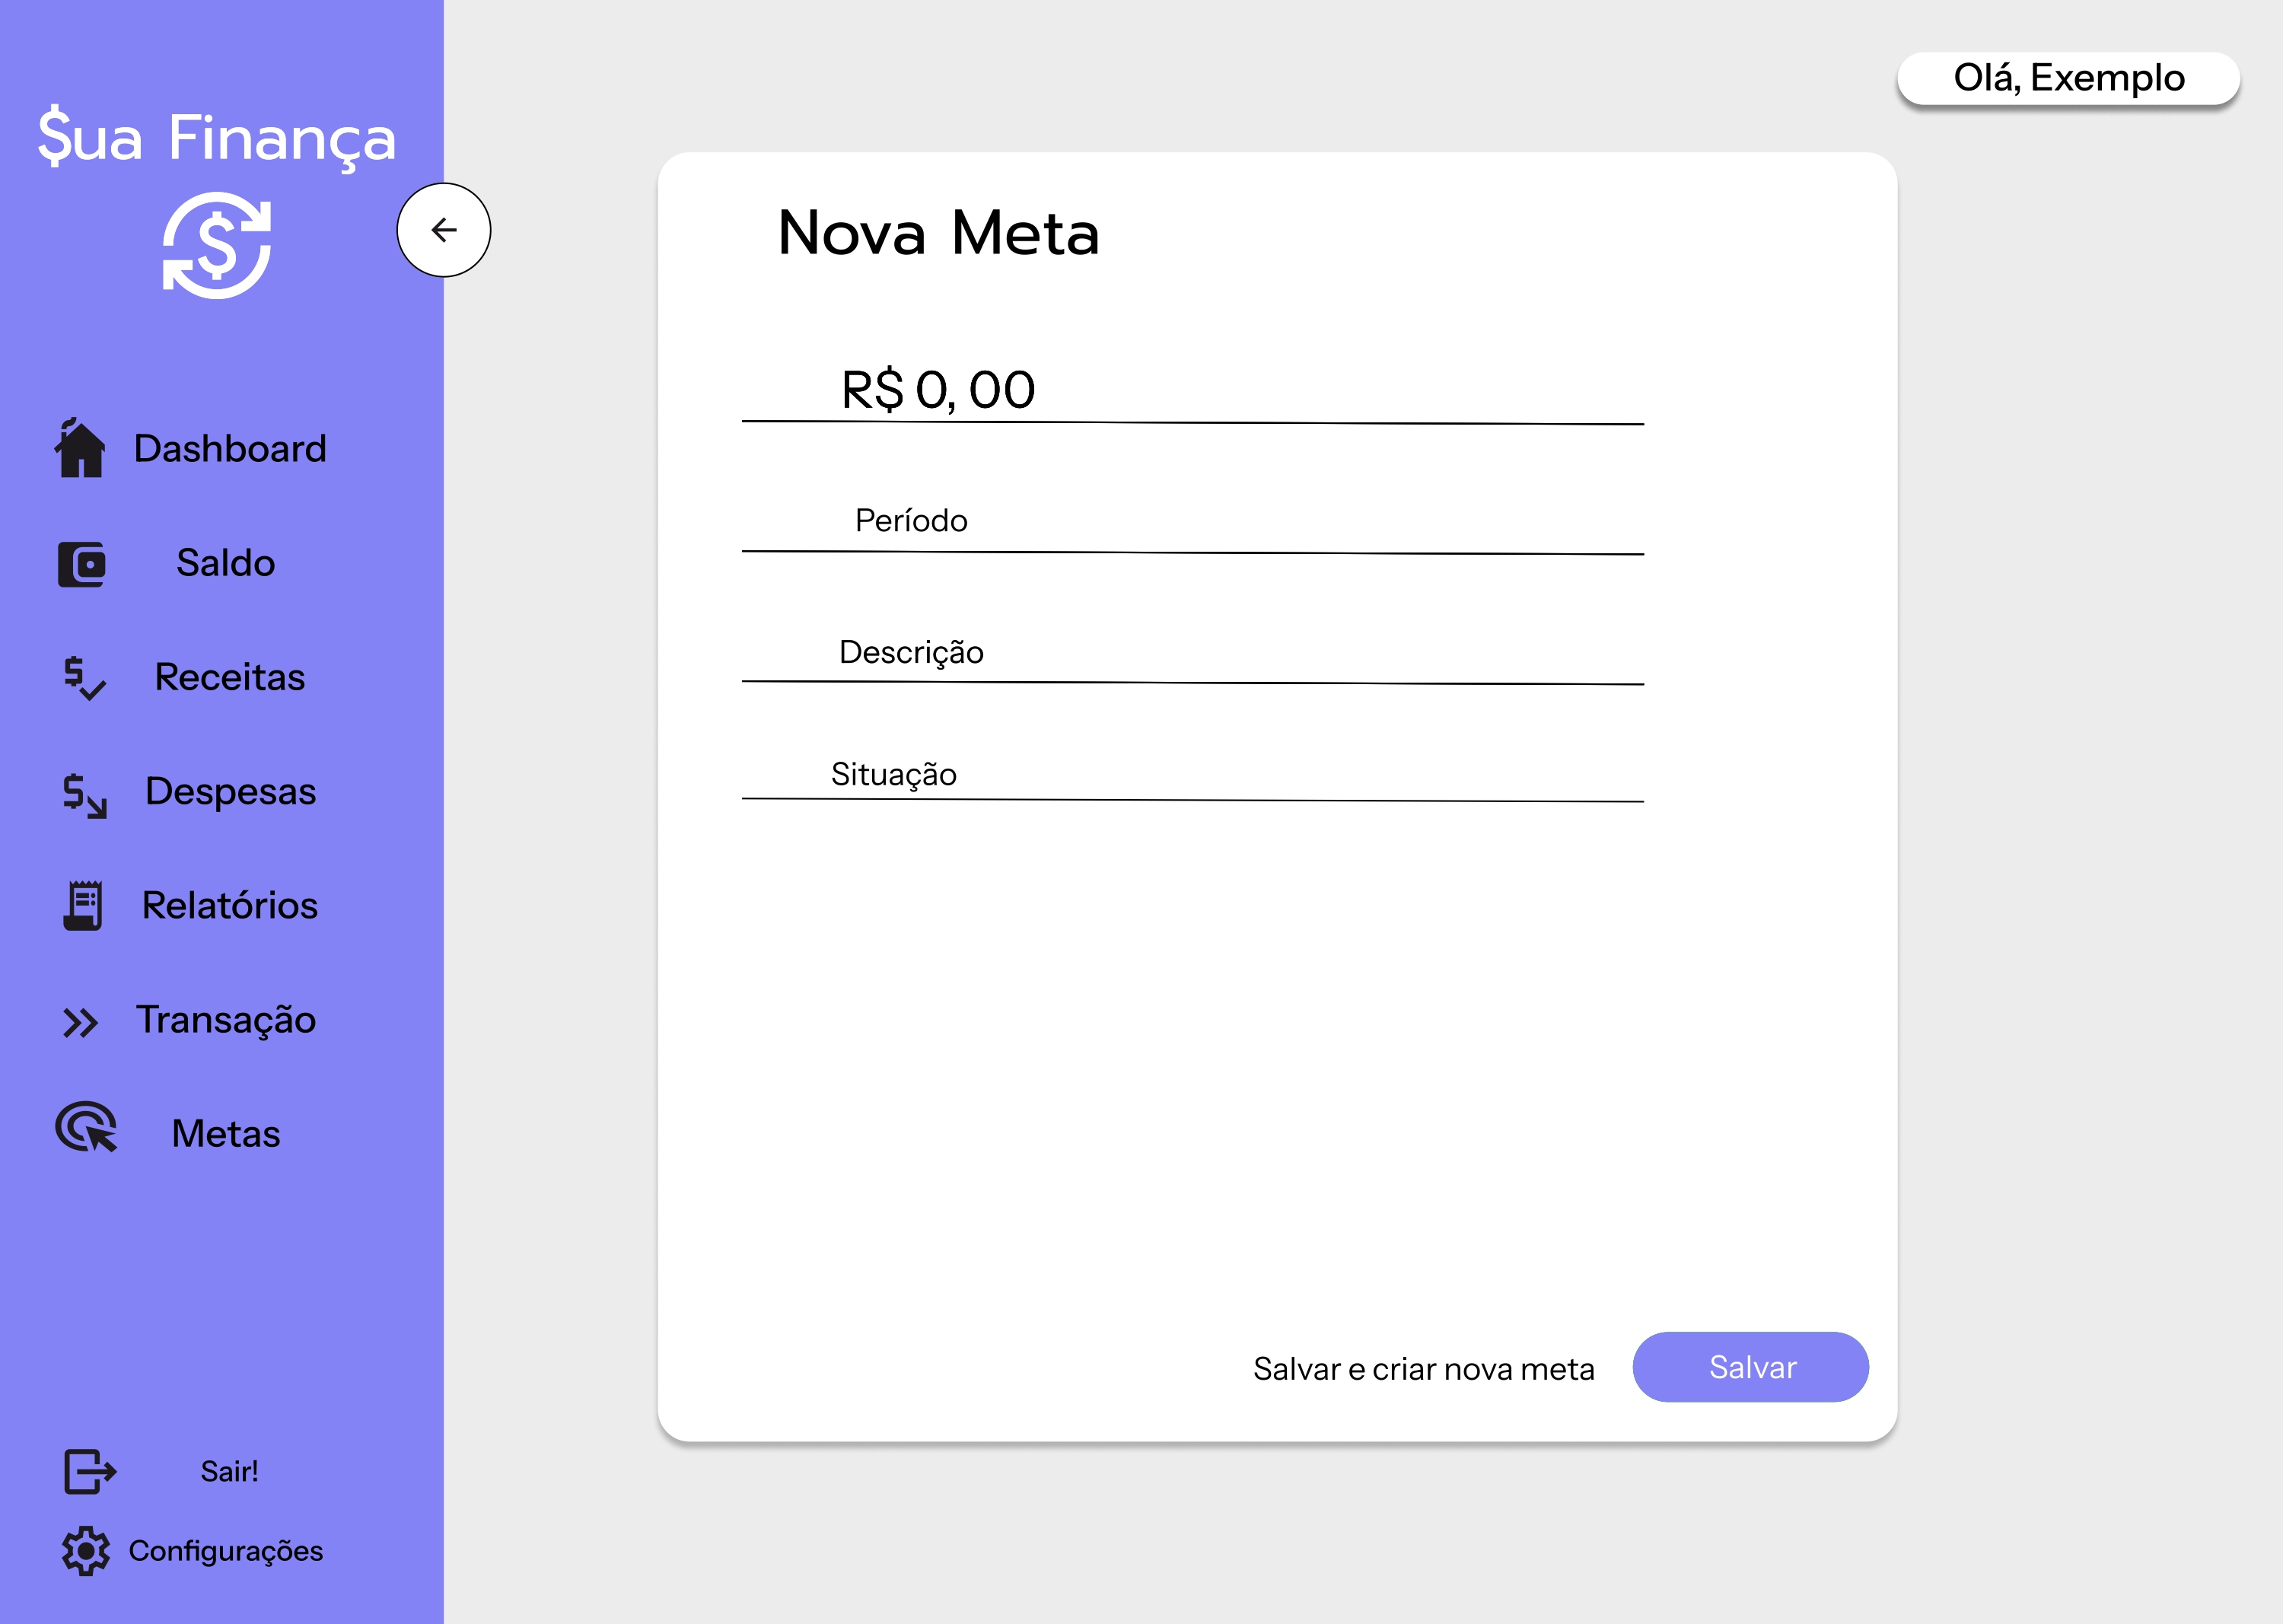 $ua Finança
Dashboard
Saldo
Receitas
Despesas
Relatórios
Transação
Metas
Sair!
Configurações
Olá, Exemplo
Nova Meta
R$ 0, 00
Período
Descrição
Situação
Salvar e criar nova meta
Salvar